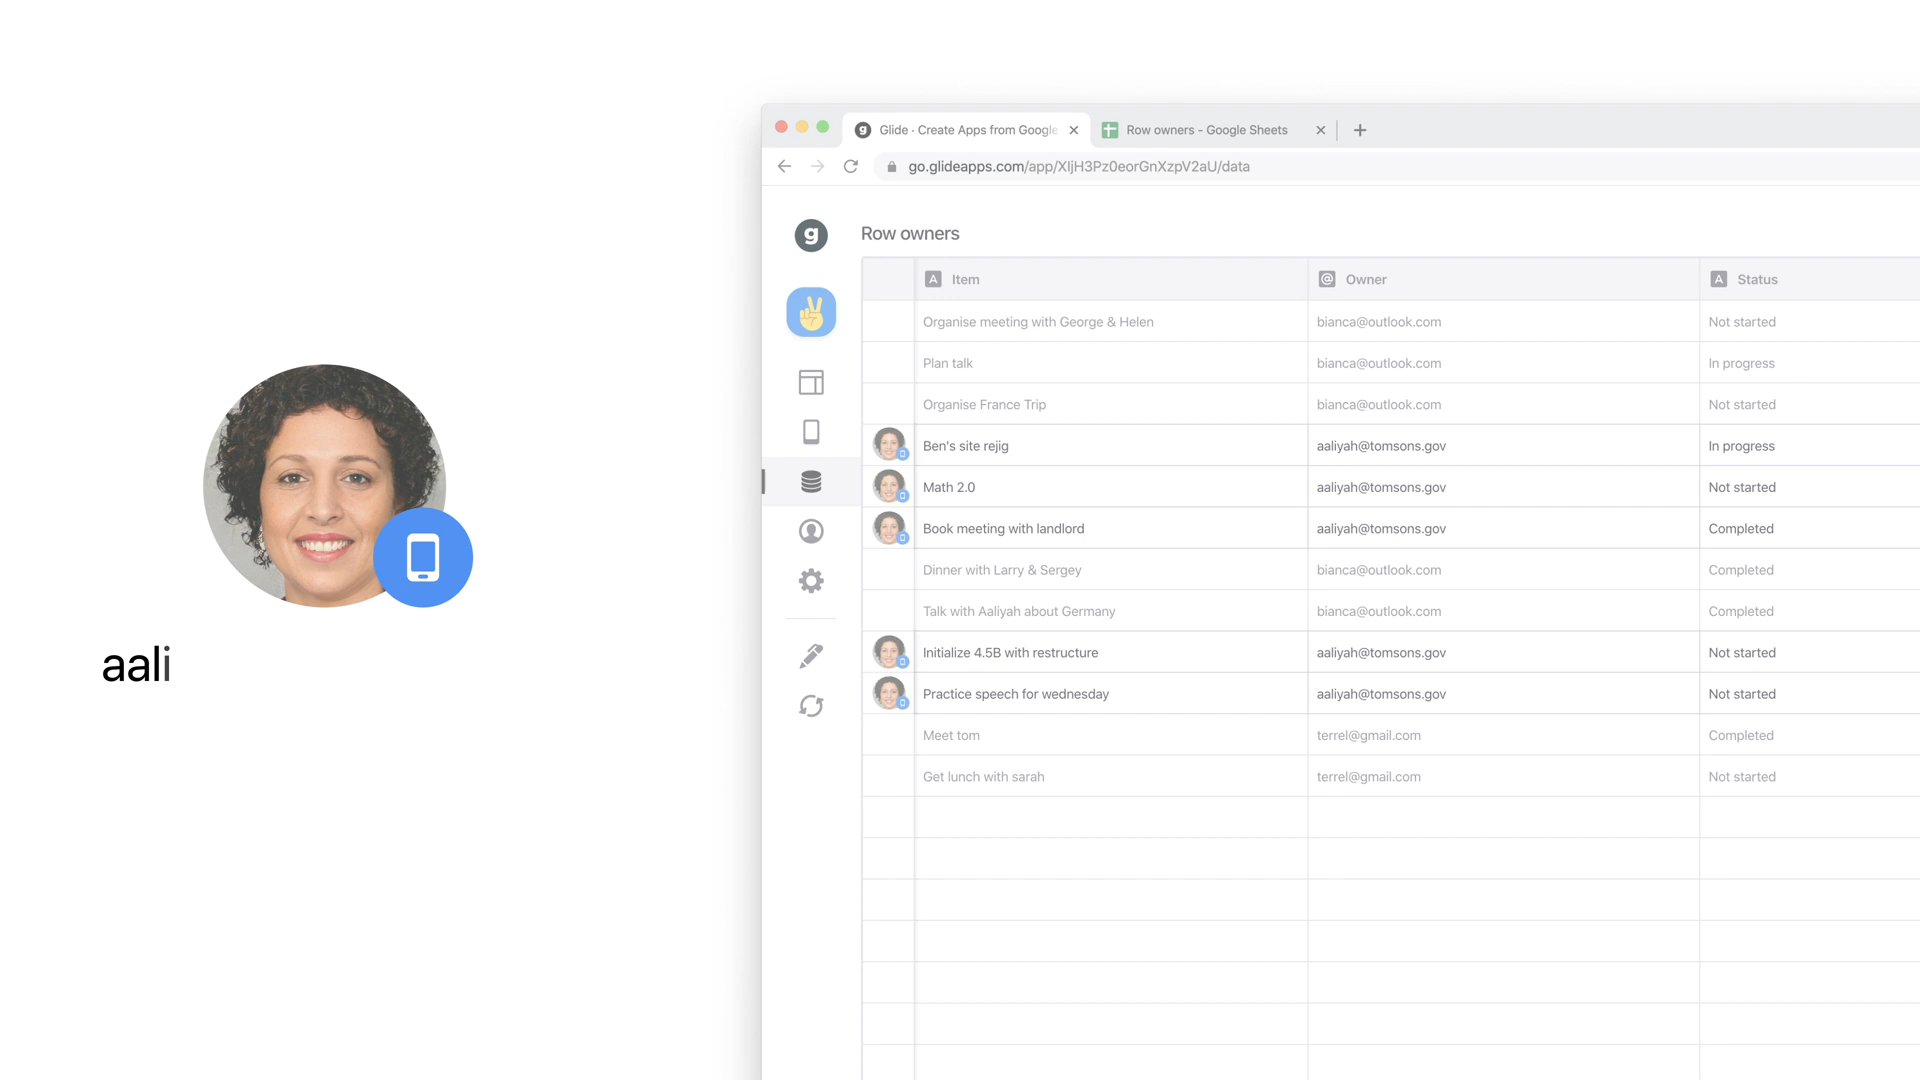 Glide · Create Apps from Google
Row owners - Google Sheets
go.glideapps.com/app/XIjH3Pz0eorGnXzpV2aU/data
g
Row owners
A Item @ Owner A Status
Organise meeting with George & Helen bianca@outlook.com Not started
Plan talk bianca@outlook.com In progress
Organise France Trip bianca@outlook.com Not started
Ben's site rejig aaliyah@tomsons.gov In progress
Math 2.0 aaliyah@tomsons.gov Not started
Book meeting with landlord aaliyah@tomsons.gov Completed
Dinner with Larry & Sergey bianca@outlook.com Completed
Talk with Aaliyah about Germany bianca@outlook.com Completed
Initialize 4.5B with restructure aaliyah@tomsons.gov Not started
Practice speech for wednesday aaliyah@tomsons.gov Not started
Meet tom terrel@gmail.com Completed
Get lunch with sarah terrel@gmail.com Not started
aali